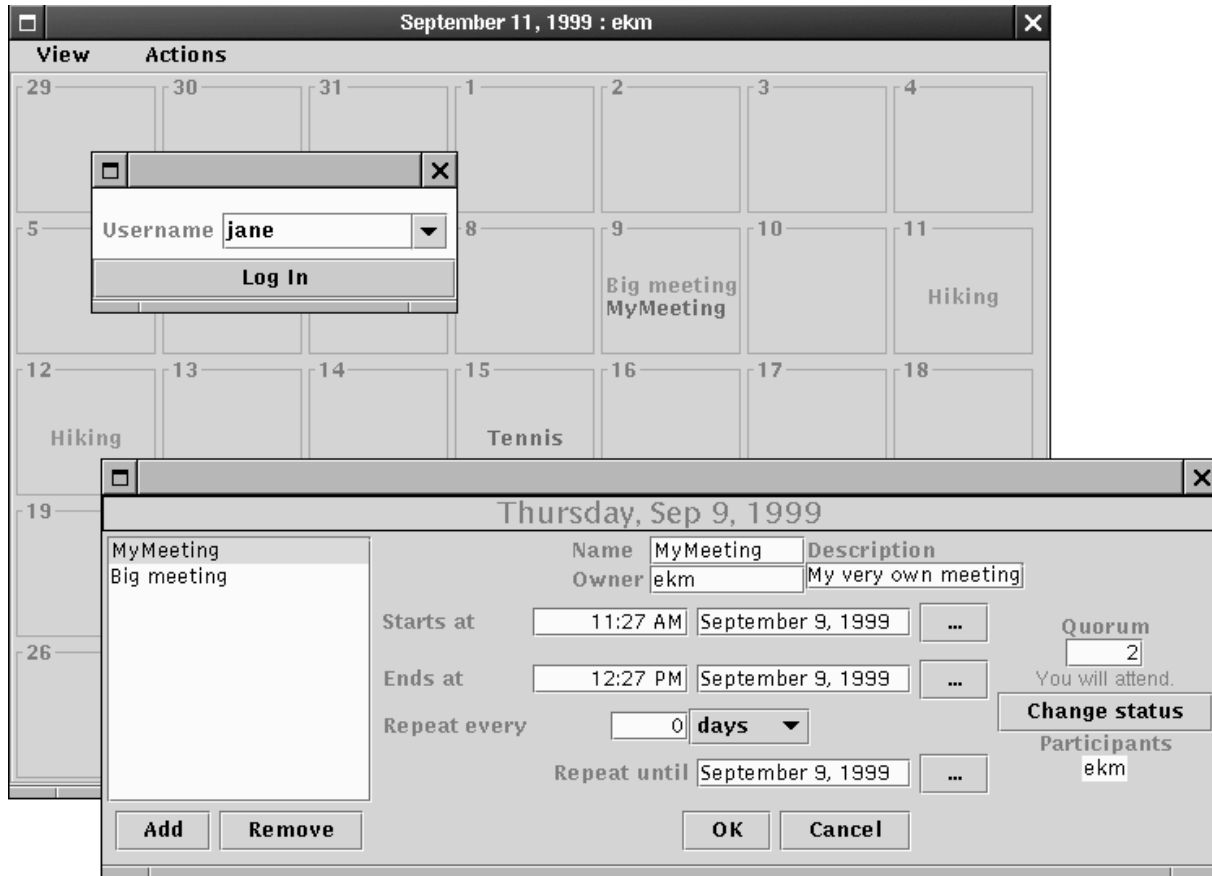 September 11, 1999 : ekm
View Actions
29 30 31 1 2 3 4
Username jane
Log In
5 8 9 10 11
Big meeting
MyMeeting
Hiking
12 13 14 15 16 17 18
Hiking
Tennis
19
26
Thursday, Sep 9, 1999
MyMeeting
Big meeting
Name MyMeeting Description
Owner ekm My very own meeting
Starts at 11:27 AM September 9, 1999 ...
Ends at 12:27 PM September 9, 1999 ...
Repeat every 0 days
Repeat until September 9, 1999 ...
Quorum
2
You will attend.
Change status
Participants
ekm
Add Remove OK Cancel